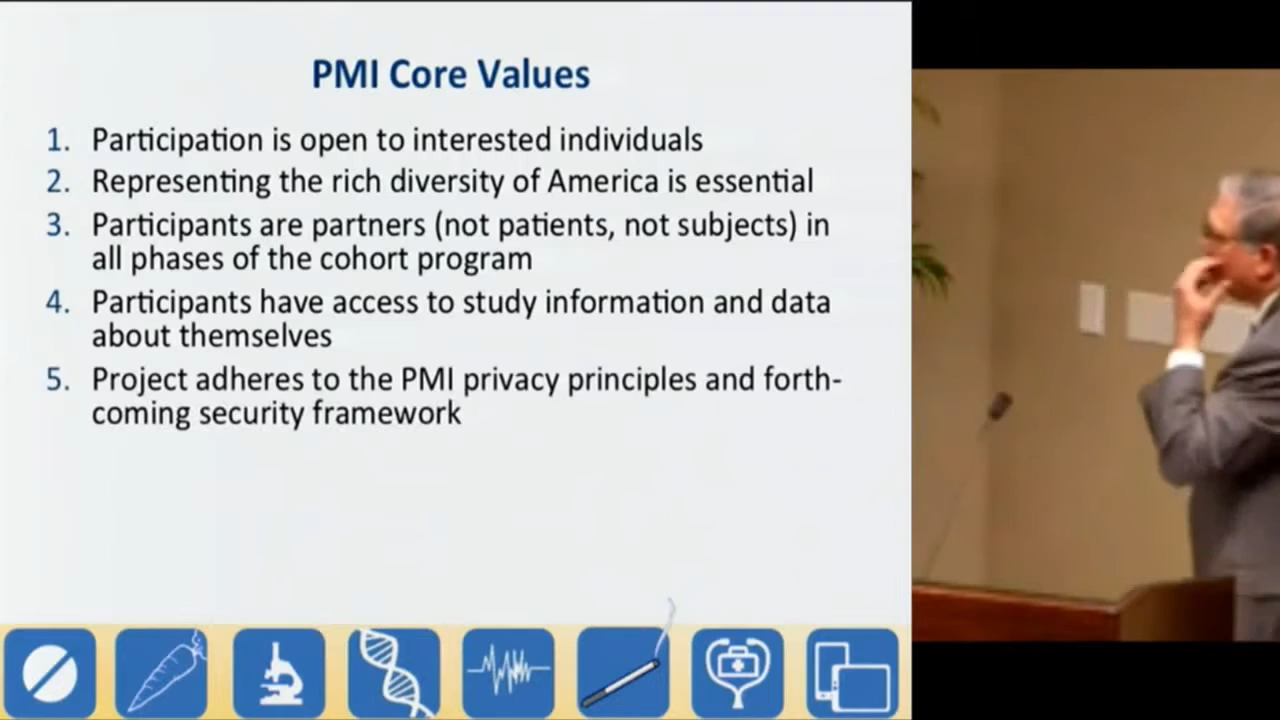 PMI Core Values
1. Participation is open to interested individuals
2. Representing the rich diversity of America is essential
3. Participants are partners (not patients, not subjects) in
all phases of the cohort program
4. Participants have access to study information and data
about themselves
5. Project adheres to the PMI privacy principles and forth-
coming security framework